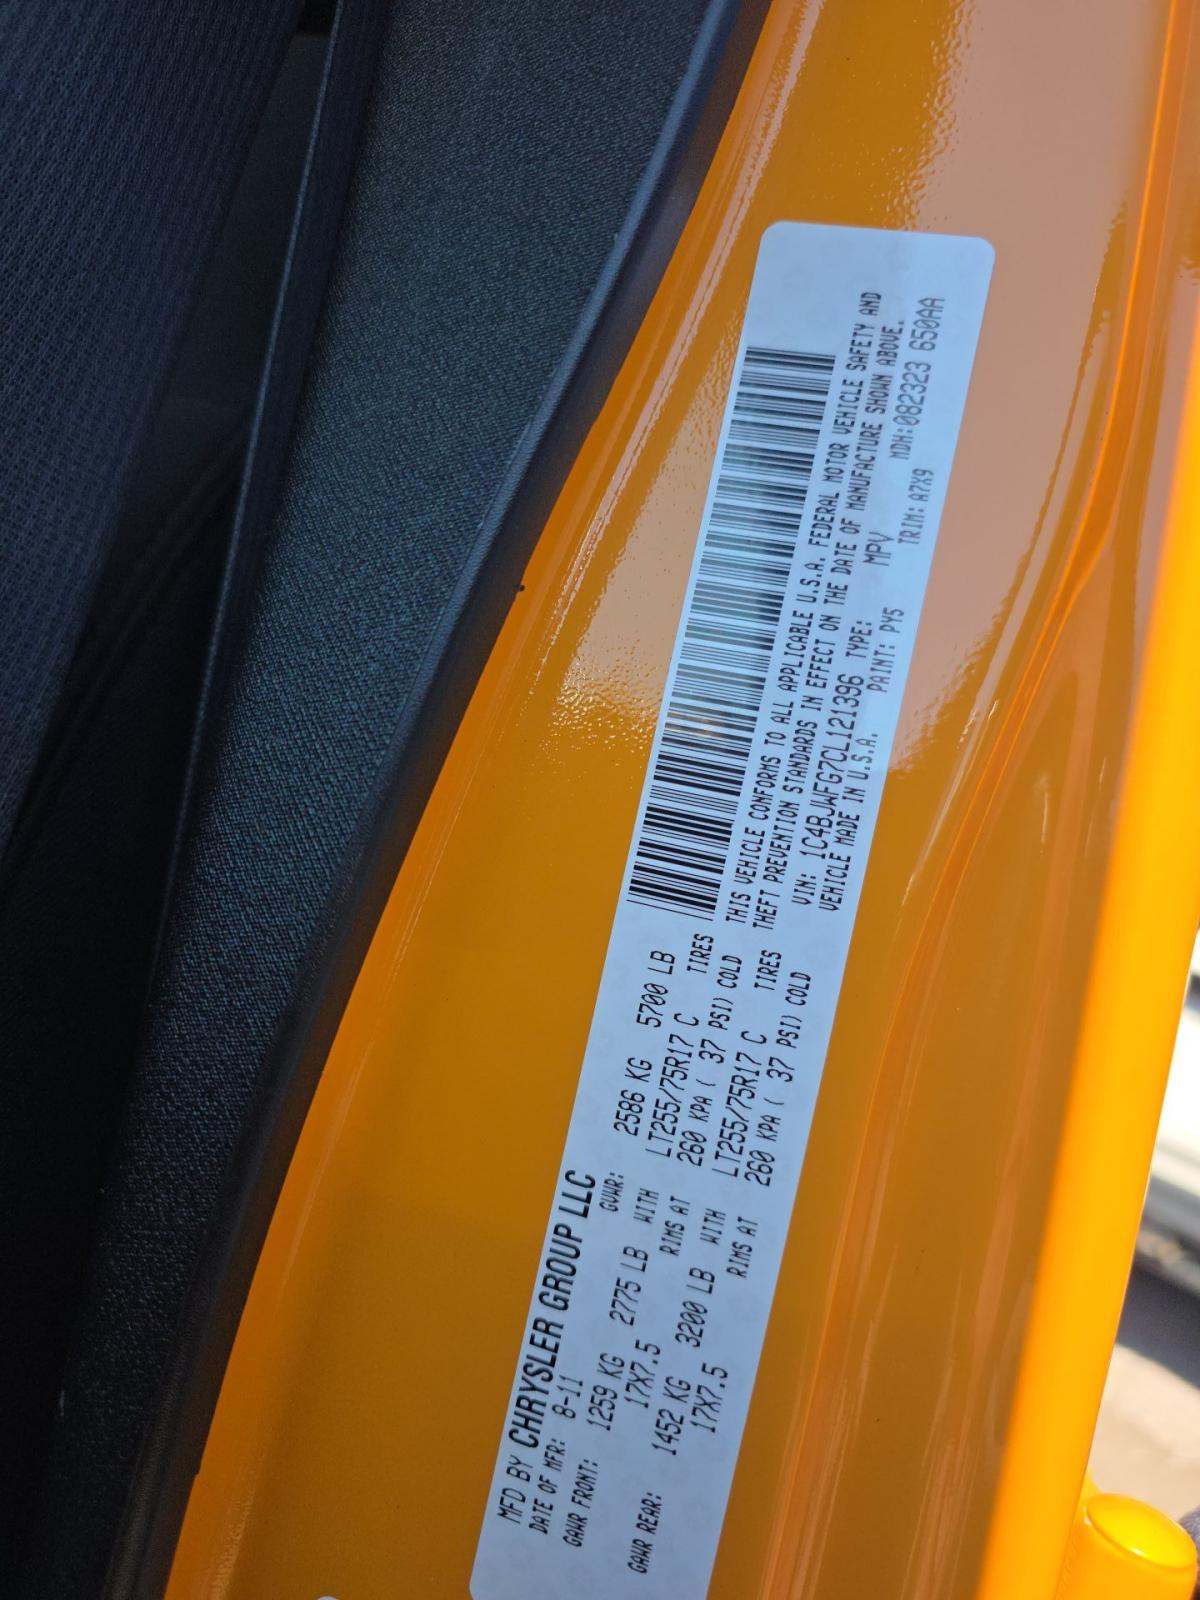 MFD BY CHRYSLER GROUP LLC
DATE OF MFR: 8-11 GVWR: 2586 KG 5700 LB
GAWR FRONT: 1259 KG 2775 LB WITH LT255/75R17 C TIRES
17X7.5 RIMS AT 260 KPA ( 37 PSI) COLD
GAWR REAR: 1452 KG 3200 LB WITH LT255/75R17 C TIRES
17X7.5 RIMS AT 260 KPA ( 37 PSI) COLD
THIS VEHICLE CONFORMS TO ALL APPLICABLE U.S.A. FEDERAL MOTOR VEHICLE SAFETY AND
THEFT PREVENTION STANDARDS IN EFFECT ON THE DATE OF MANUFACTURE SHOWN ABOVE.
VIN: 1C4BJWFG7CL121396 TYPE: MPV MDH:082323 650AA
VEHICLE MADE IN U.S.A. PAINT: PY5 TRIM: A7X9